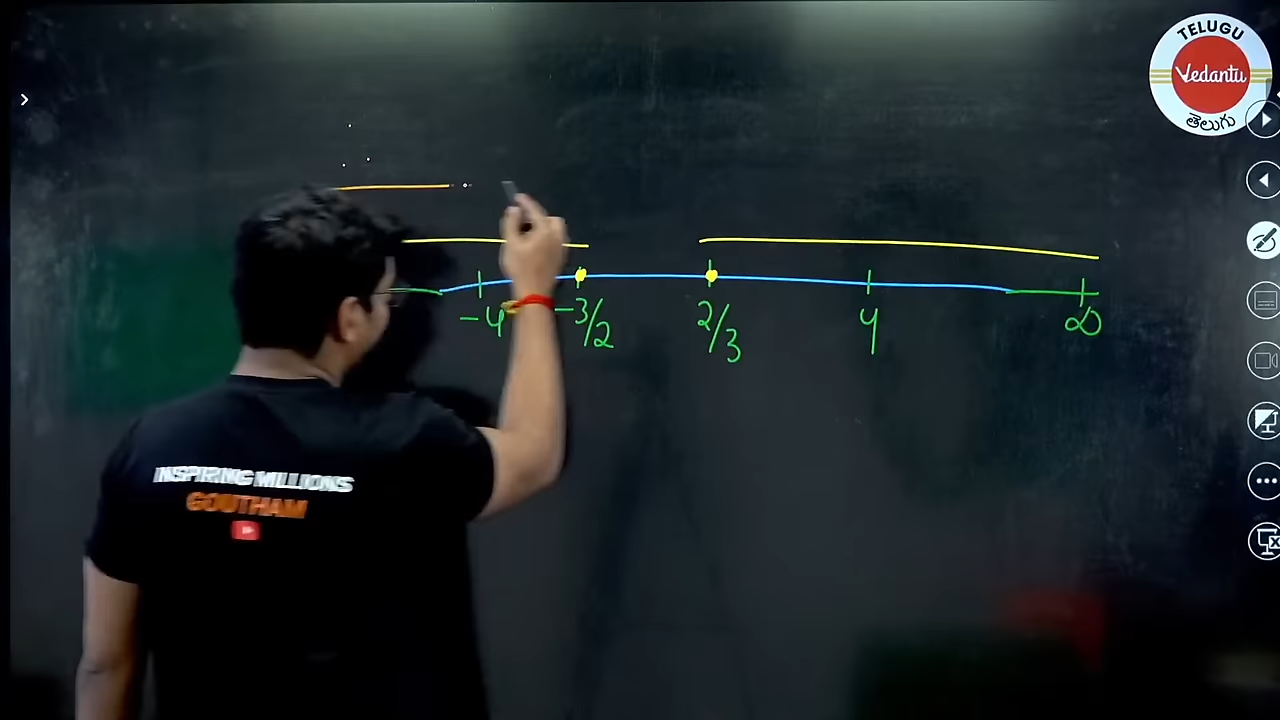 TELUGU
Vedantu
తెలుగు
-4 -3/2 2/3 4 ∞
INSPIRING MILLIONS
GOUTHAM